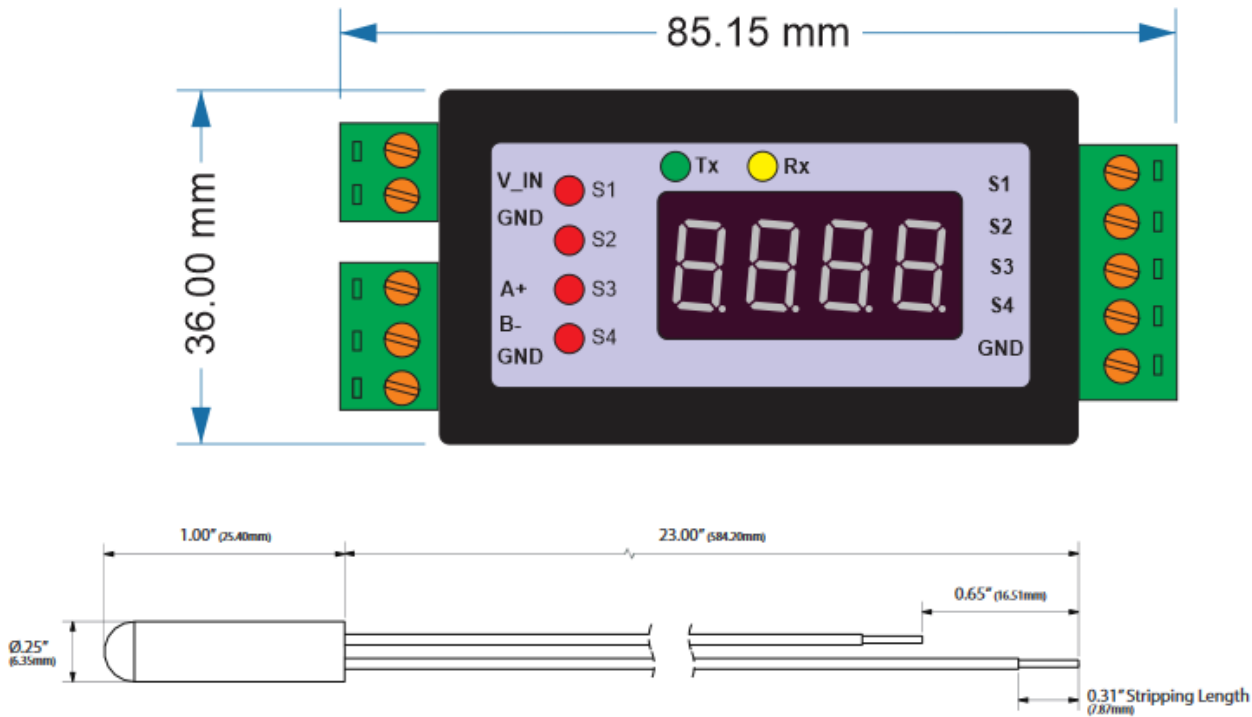 85.15 mm
36.00 mm
Tx Rx
V_IN
GND
A+
B-
GND
S1
S2
S3
S4
S1
S2
S3
S4
GND
1.00" (25.40mm)
23.00" (584.20mm)
0.65" (16.51mm)
Ø.25"
(6.35mm)
0.31" Stripping Length
(7.87mm)